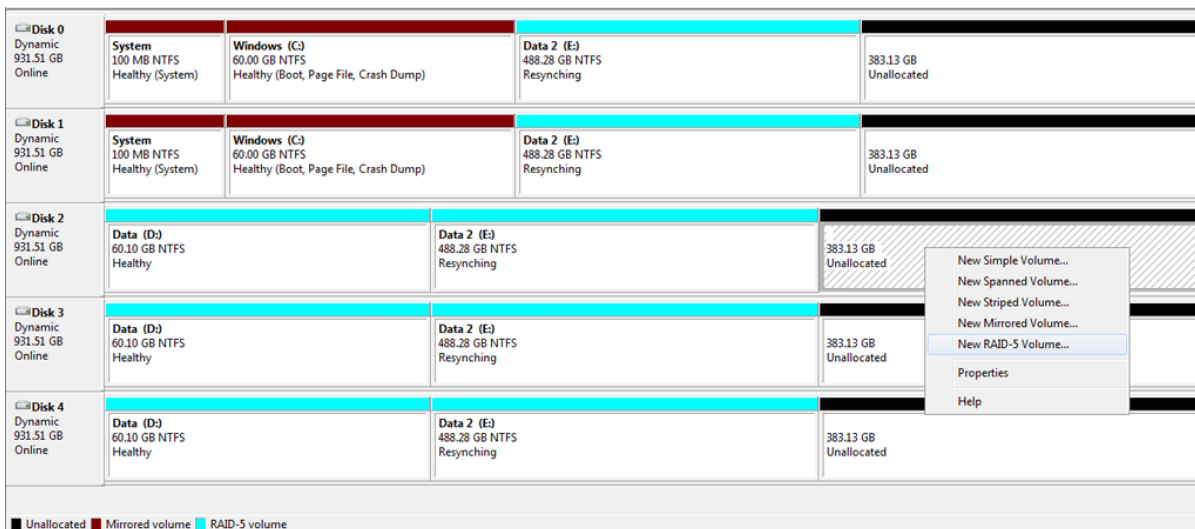 Disk 0
Dynamic
931.51 GB
Online
System
100 MB NTFS
Healthy (System)
Windows (C:)
60.00 GB NTFS
Healthy (Boot, Page File, Crash Dump)
Data 2 (E:)
488.28 GB NTFS
Resynching
383.13 GB
Unallocated
Disk 1
Dynamic
931.51 GB
Online
System
100 MB NTFS
Healthy (System)
Windows (C:)
60.00 GB NTFS
Healthy (Boot, Page File, Crash Dump)
Data 2 (E:)
488.28 GB NTFS
Resynching
383.13 GB
Unallocated
Disk 2
Dynamic
931.51 GB
Online
Data (D:)
60.10 GB NTFS
Healthy
Data 2 (E:)
488.28 GB NTFS
Resynching
383.13 GB
Unallocated
New Simple Volume...
New Spanned Volume...
New Striped Volume...
New Mirrored Volume...
New RAID-5 Volume...
Properties
Help
Disk 3
Dynamic
931.51 GB
Online
Data (D:)
60.10 GB NTFS
Healthy
Data 2 (E:)
488.28 GB NTFS
Resynching
383.13 GB
Unallocated
Disk 4
Dynamic
931.51 GB
Online
Data (D:)
60.10 GB NTFS
Healthy
Data 2 (E:)
488.28 GB NTFS
Resynching
383.13 GB
Unallocated
Unallocated Mirrored volume RAID-5 volume